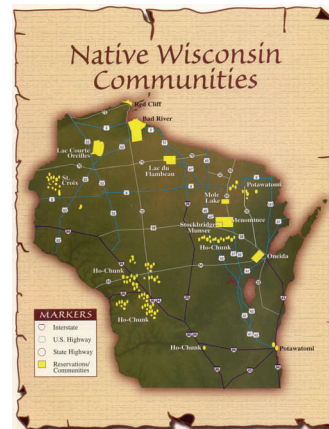 Native Wisconsin
Communities
Red Cliff
Bad River
Lac Courte
Oreilles
Lac du
Flambeau
St.
Croix
Mole
Lake
Potawatomi
Menominee
Stockbridge
Munsee
Ho-Chunk
Oneida
Ho-Chunk
Ho-Chunk
Ho-Chunk
Ho-Chunk
Potawatomi
MARKERS
Interstate
U.S. Highway
State Highway
Reservations/
Communities